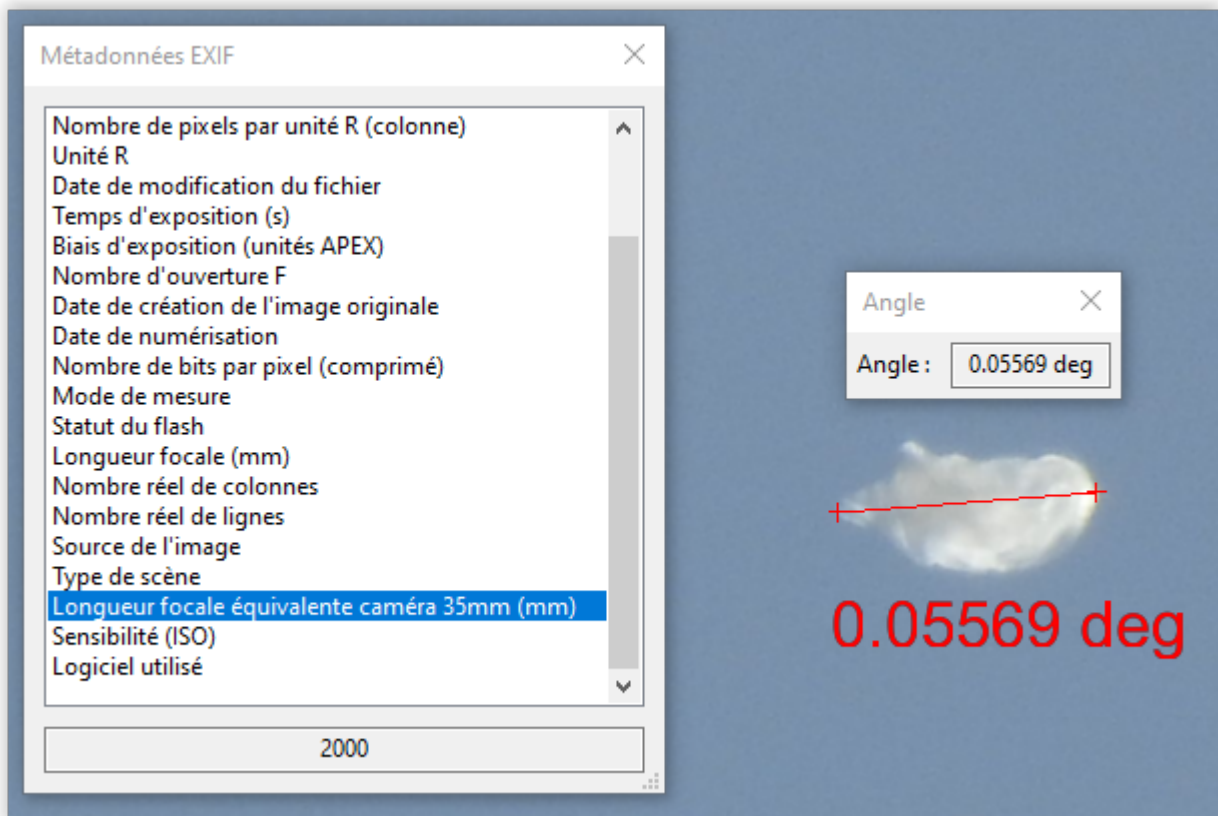 Métadonnées EXIF
Nombre de pixels par unité R (colonne)
Unité R
Date de modification du fichier
Temps d'exposition (s)
Biais d'exposition (unités APEX)
Nombre d'ouverture F
Date de création de l'image originale
Date de numérisation
Nombre de bits par pixel (comprimé)
Mode de mesure
Statut du flash
Longueur focale (mm)
Nombre réel de colonnes
Nombre réel de lignes
Source de l'image
Type de scène
Longueur focale équivalente caméra 35mm (mm)
Sensibilité (ISO)
Logiciel utilisé
2000
Angle
Angle : 0.05569 deg
0.05569 deg